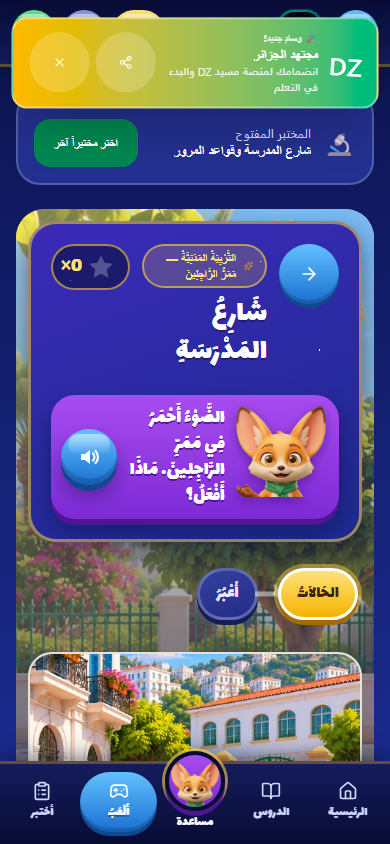 وسام جديد!
مجتهد الجزائر
انضمامك لمنصة مسيد DZ والبدء
في التعلم
DZ
المختبر المفتوح
شارع المدرسة وقواعد المرور
اختر مختبراً آخر
التَّرْبِيَةُ المَدَنِيَّةُ —
مَمَرُّ الرَّاجِلِينَ
×0
شَارِعُ
المَدْرَسَةِ
الضَّوْءُ أَحْمَرُ
فِي مَمَرِّ
الرَّاجِلِينَ. مَاذَا
أَفْعَلُ؟
الحَالَاتُ
أَعْبُرُ
الرئيسية
الدروس
مساعدة
ألْعَبُ
أختبر